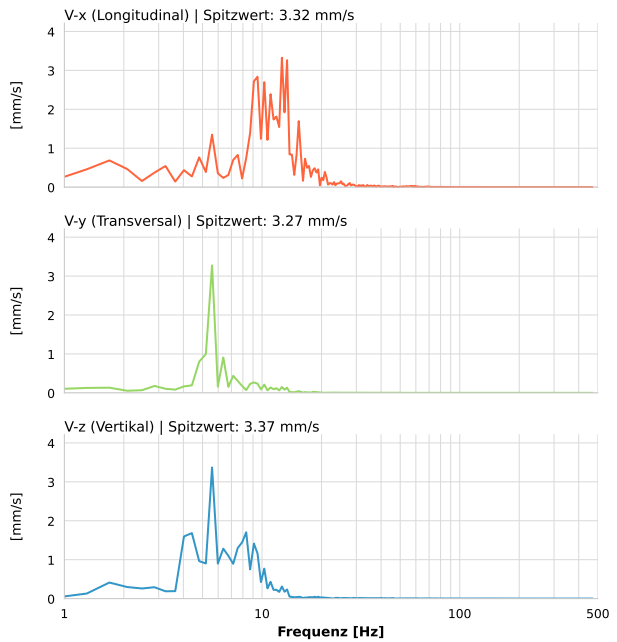 V-x (Longitudinal) | Spitzwert: 3.32 mm/s
4
3
2
1
0
[mm/s]
V-y (Transversal) | Spitzwert: 3.27 mm/s
4
3
2
1
0
[mm/s]
V-z (Vertikal) | Spitzwert: 3.37 mm/s
4
3
2
1
0
[mm/s]
1 10 100 500
Frequenz [Hz]